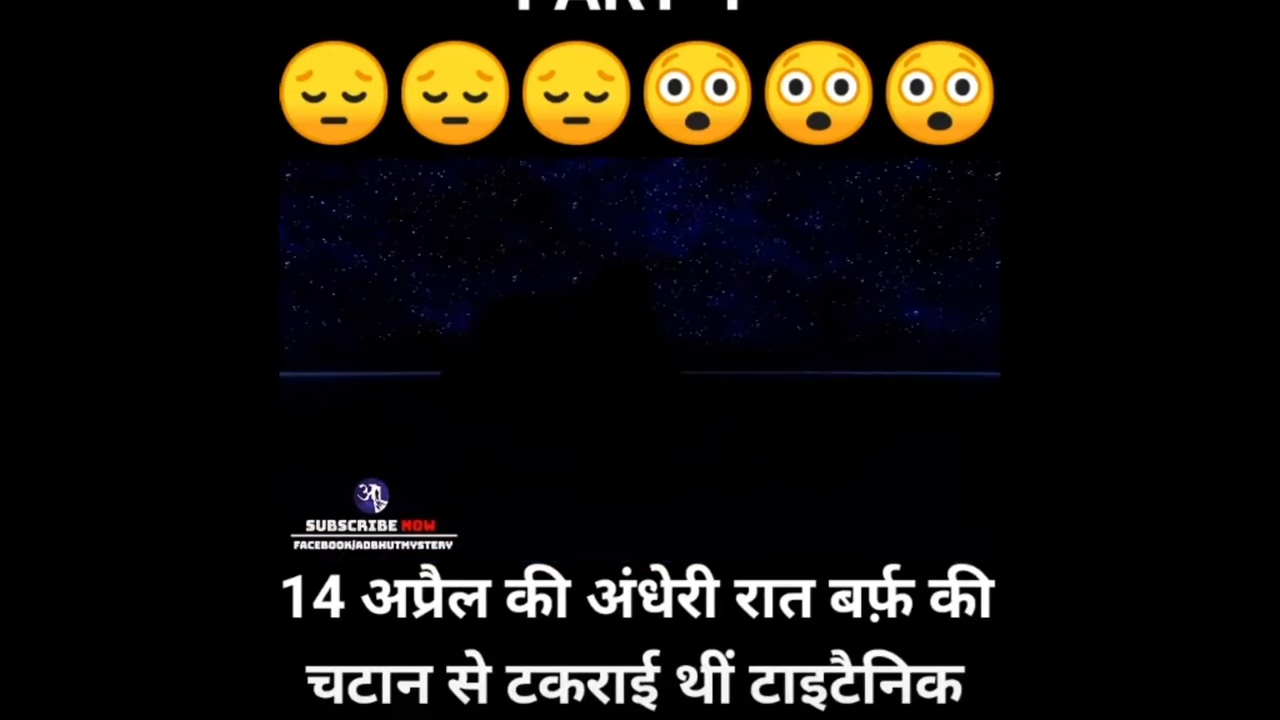 SUBSCRIBE NOW
FACEBOOK/ADBHUTMYSTERY
14 अप्रैल की अंधेरी रात बर्फ़ की
चटान से टकराई थीं टाइटैनिक